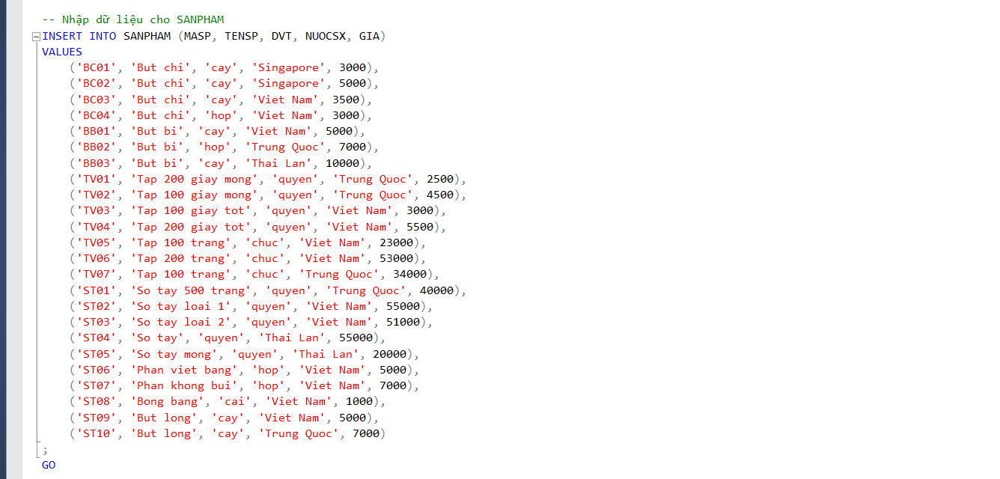 -- Nhập dữ liệu cho SANPHAM
INSERT INTO SANPHAM (MASP, TENSP, DVT, NUOCSX, GIA)
VALUES
('BC01', 'But chi', 'cay', 'Singapore', 3000),
('BC02', 'But chi', 'cay', 'Singapore', 5000),
('BC03', 'But chi', 'cay', 'Viet Nam', 3500),
('BC04', 'But chi', 'hop', 'Viet Nam', 3000),
('BB01', 'But bi', 'cay', 'Viet Nam', 5000),
('BB02', 'But bi', 'hop', 'Trung Quoc', 7000),
('BB03', 'But bi', 'cay', 'Thai Lan', 10000),
('TV01', 'Tap 200 giay mong', 'quyen', 'Trung Quoc', 2500),
('TV02', 'Tap 100 giay mong', 'quyen', 'Trung Quoc', 4500),
('TV03', 'Tap 100 giay tot', 'quyen', 'Viet Nam', 3000),
('TV04', 'Tap 200 giay tot', 'quyen', 'Viet Nam', 5500),
('TV05', 'Tap 100 trang', 'chuc', 'Viet Nam', 23000),
('TV06', 'Tap 200 trang', 'chuc', 'Viet Nam', 53000),
('TV07', 'Tap 100 trang', 'chuc', 'Trung Quoc', 34000),
('ST01', 'So tay 500 trang', 'quyen', 'Trung Quoc', 40000),
('ST02', 'So tay loai 1', 'quyen', 'Viet Nam', 55000),
('ST03', 'So tay loai 2', 'quyen', 'Viet Nam', 51000),
('ST04', 'So tay', 'quyen', 'Thai Lan', 55000),
('ST05', 'So tay mong', 'quyen', 'Thai Lan', 20000),
('ST06', 'Phan viet bang', 'hop', 'Viet Nam', 5000),
('ST07', 'Phan khong bui', 'hop', 'Viet Nam', 7000),
('ST08', 'Bong bang', 'cai', 'Viet Nam', 1000),
('ST09', 'But long', 'cay', 'Viet Nam', 5000),
('ST10', 'But long', 'cay', 'Trung Quoc', 7000)
;
GO